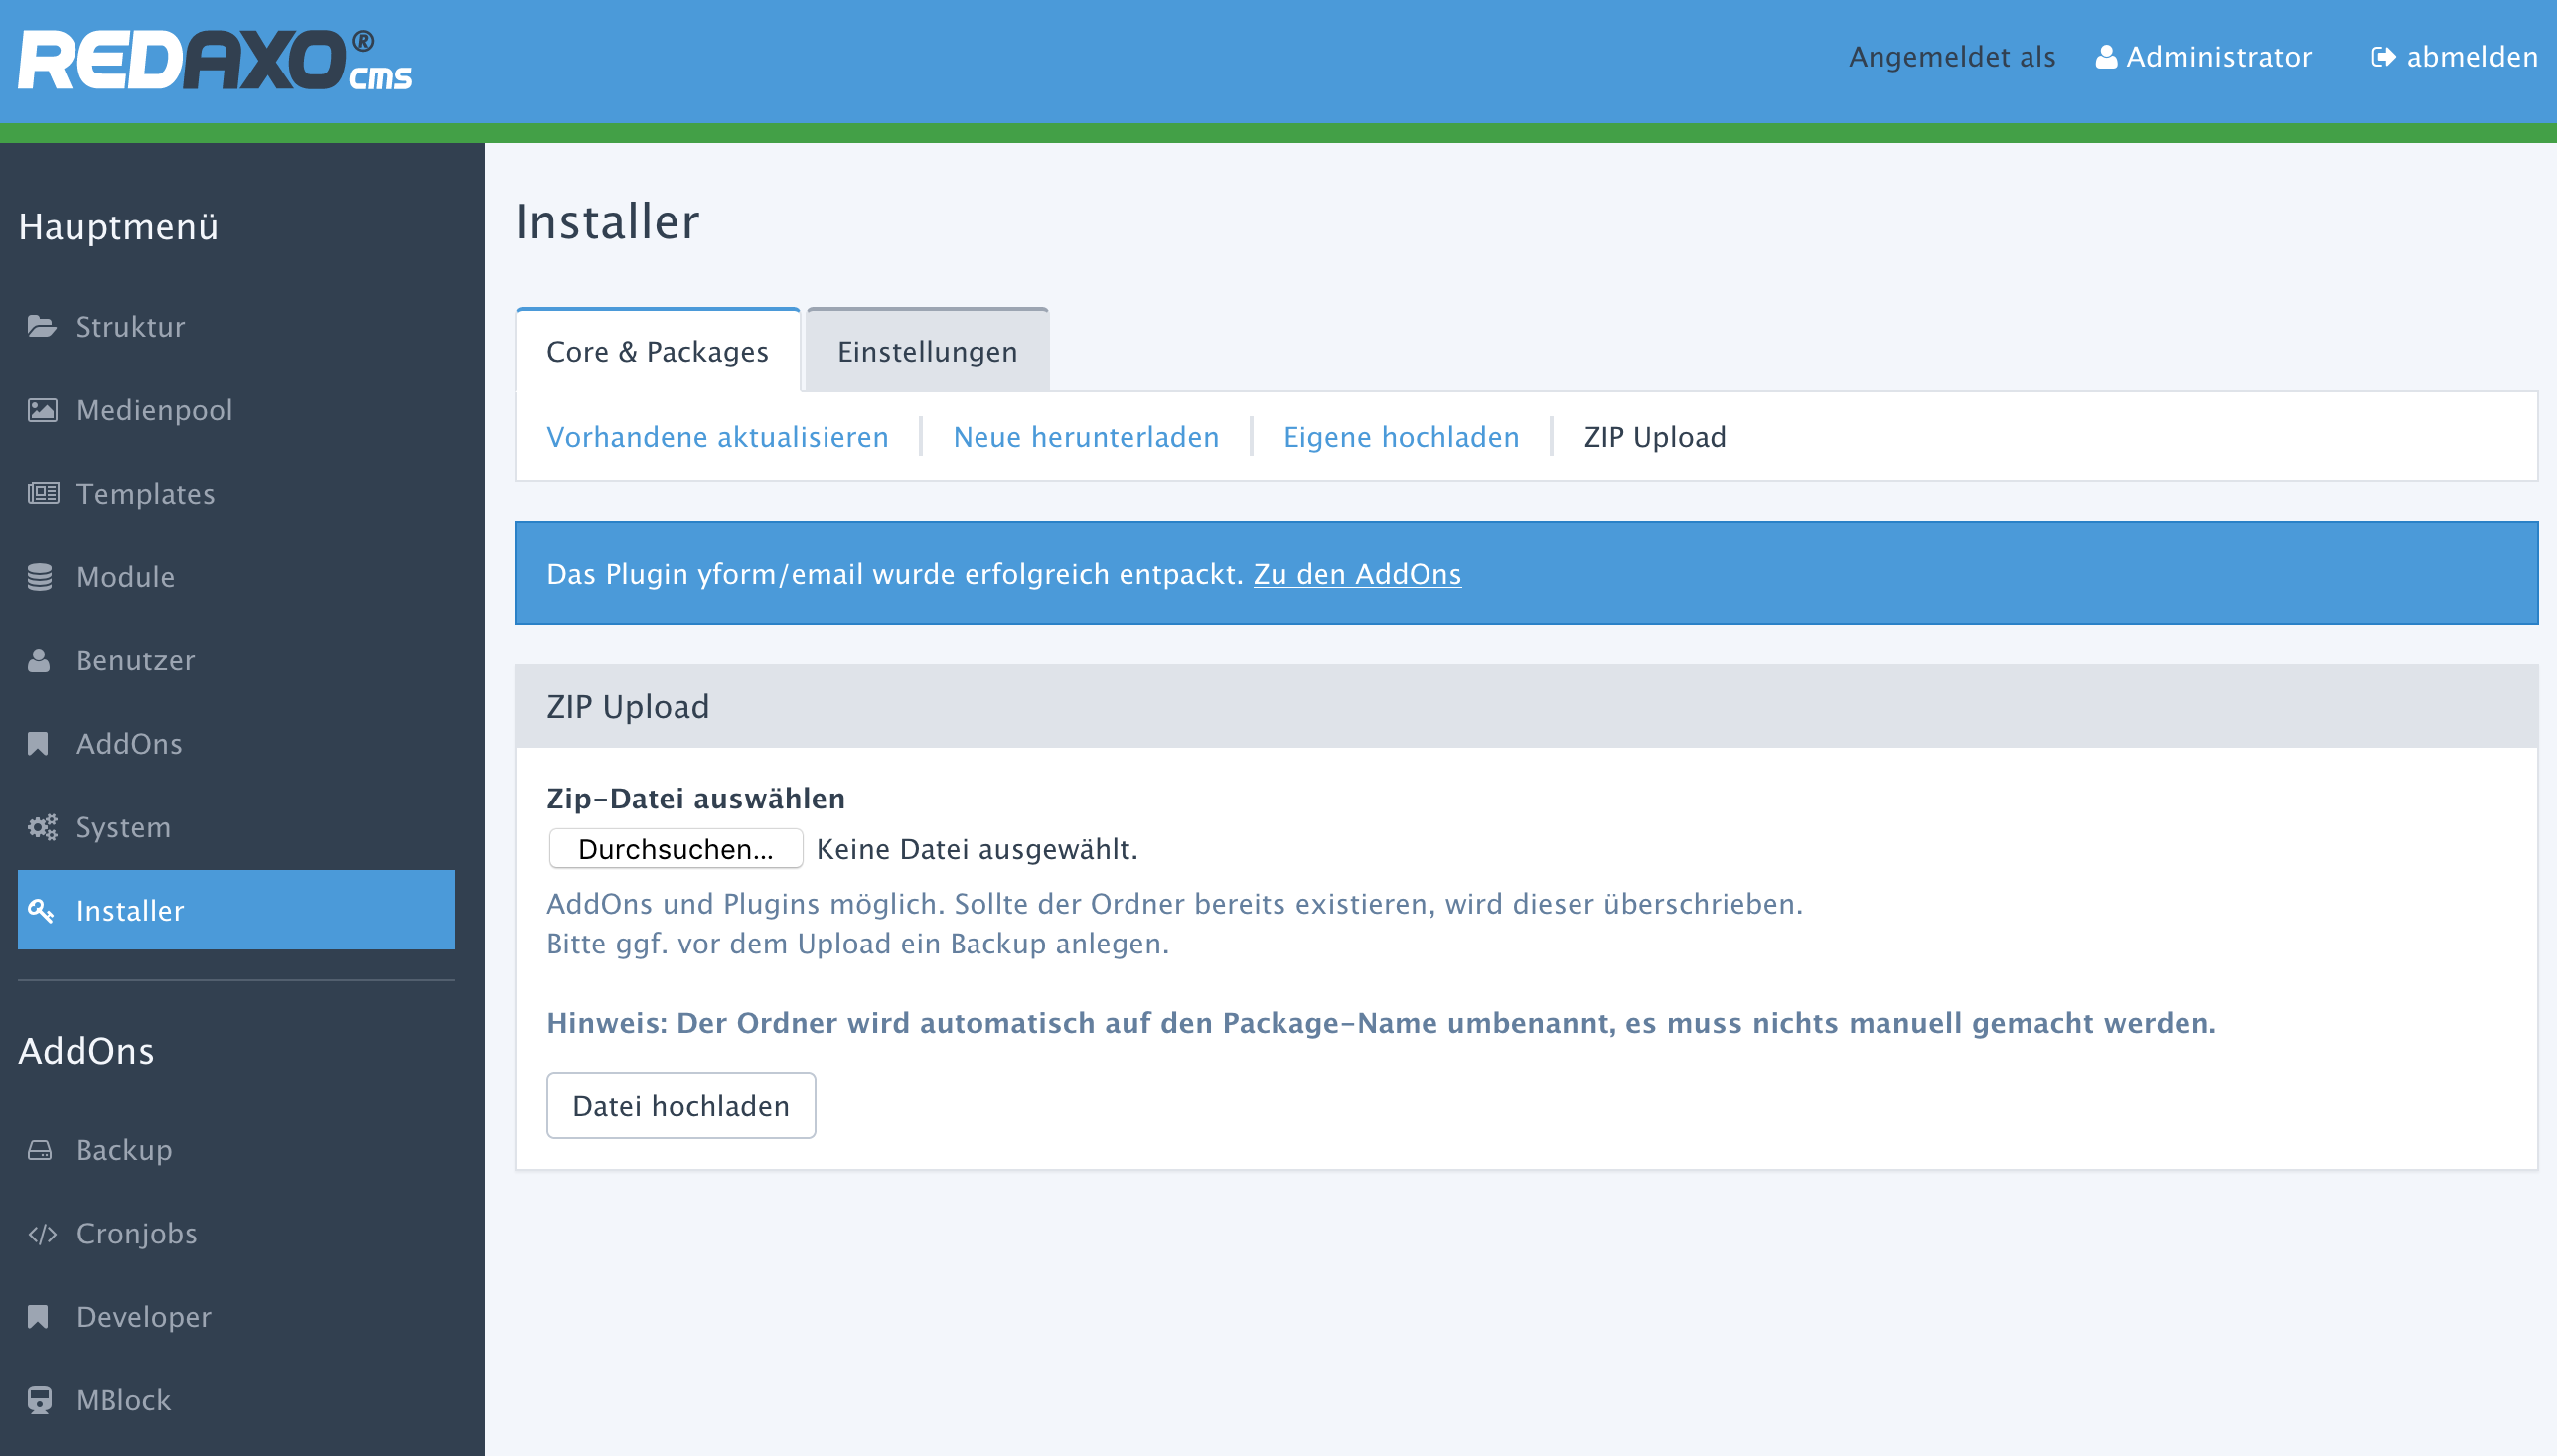 REDAXO® cms
Angemeldet als Administrator abmelden
Hauptmenü
Struktur
Medienpool
Templates
Module
Benutzer
AddOns
System
Installer
AddOns
Backup
Cronjobs
Developer
MBlock
Installer
Core & Packages Einstellungen
Vorhandene aktualisieren Neue herunterladen Eigene hochladen ZIP Upload
Das Plugin yform/email wurde erfolgreich entpackt. Zu den AddOns
ZIP Upload
Zip-Datei auswählen
Durchsuchen... Keine Datei ausgewählt.
AddOns und Plugins möglich. Sollte der Ordner bereits existieren, wird dieser überschrieben.
Bitte ggf. vor dem Upload ein Backup anlegen.
Hinweis: Der Ordner wird automatisch auf den Package-Name umbenannt, es muss nichts manuell gemacht werden.
Datei hochladen